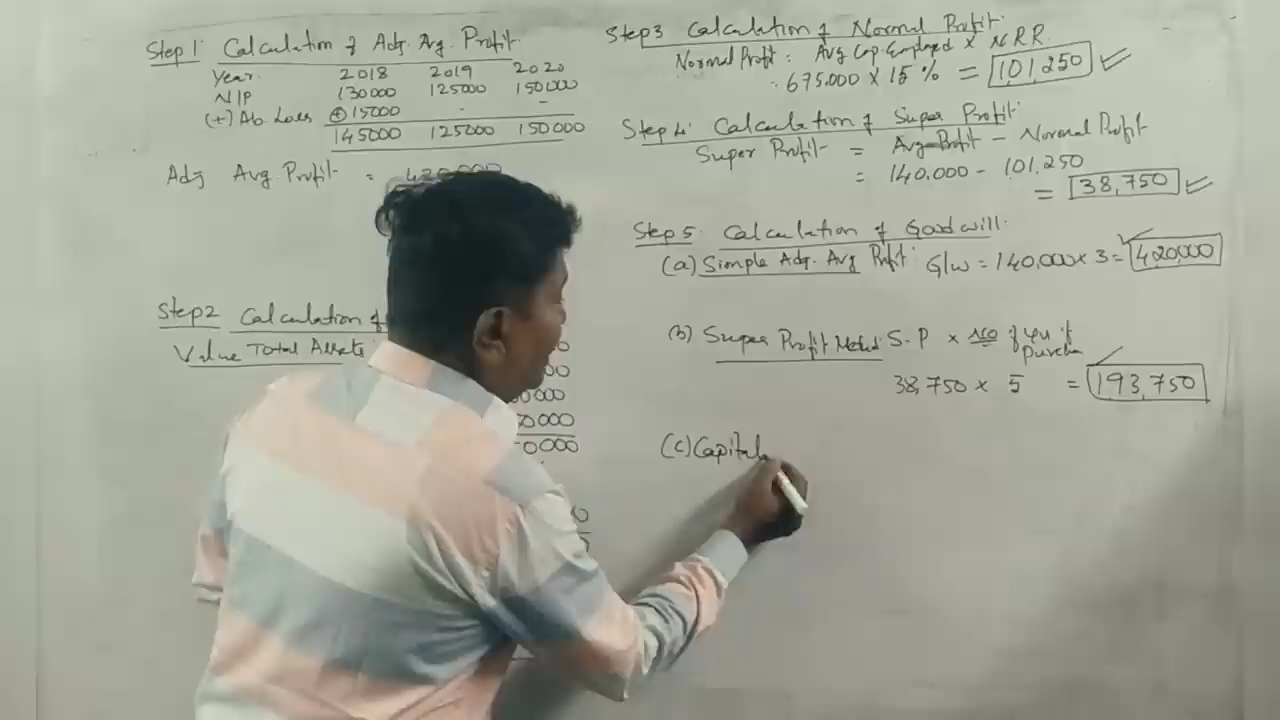 Step 1 Calculation of Adj. Avg. Profit
Year. 2018 2019 2020
N/P 130000 125000 150000
(+) Ab. Loss (+) 15000 - -
145000 125000 150000
Adj Avg. Profit = 420000
Step 2 Calculation of
Value Total Assets
0000
50000
Step 3 Calculation of Normal Profit
Normal Profit = Avg Cap. Employed x NRR
= 675.000 x 15 % = 101,250
Step 4: Calculation of Super Profit
Super Profit = Avg Profit - Normal Profit
= 140.000 - 101,250
= 38,750
Step 5 Calculation of Goodwill
(a) Simple Adj. Avg Profit: G/w = 140,000 x 3 = 420,000
(b) Super Profit Method: S.P x No of
38,750 x 5 = 193,750
(c) Capital